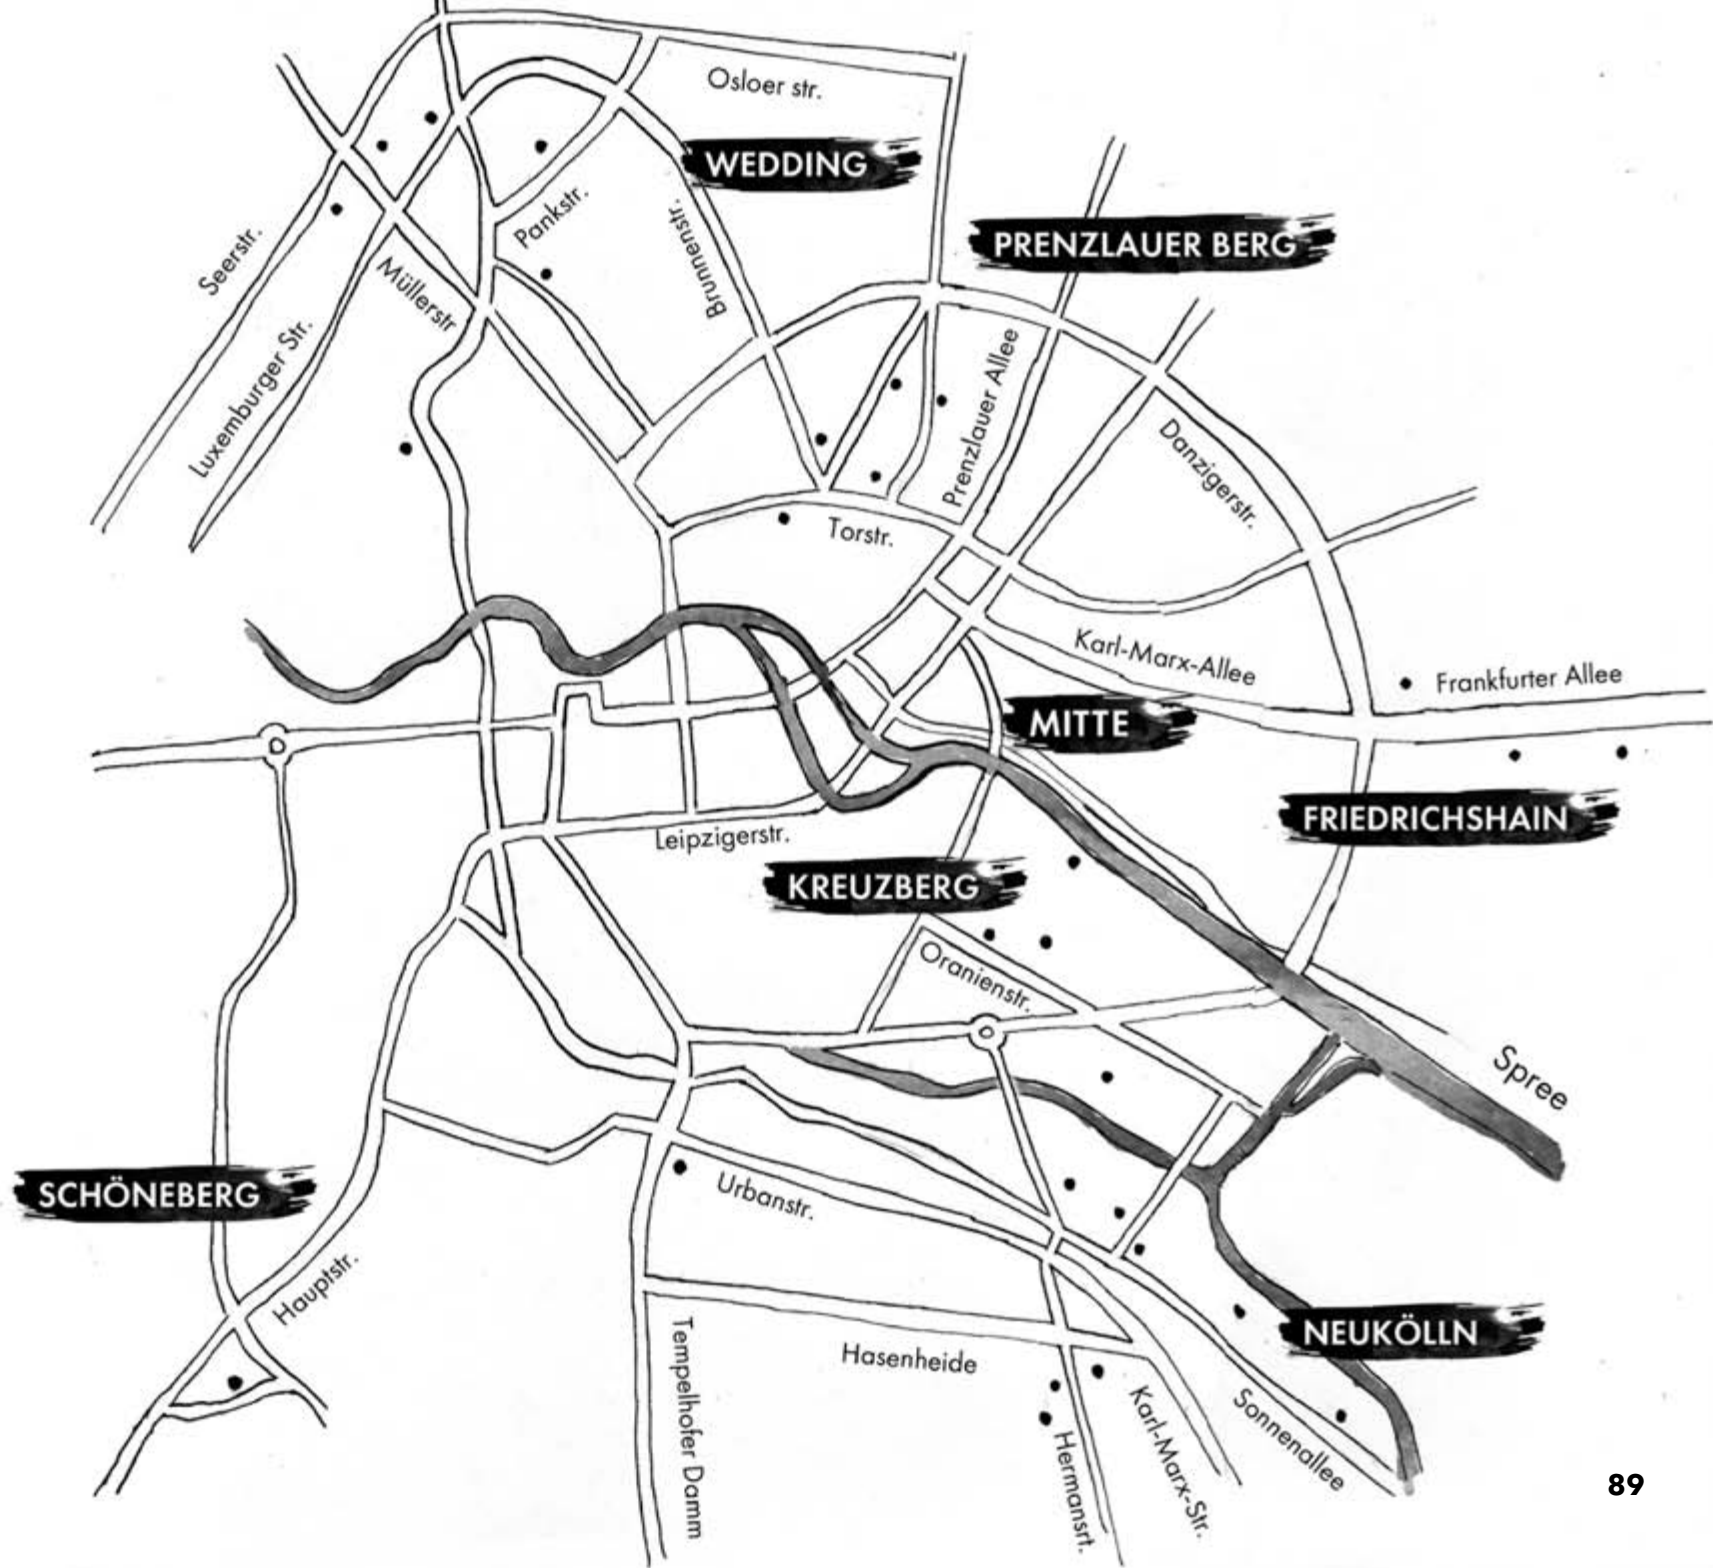 Osloer str.
WEDDING
Pankstr.
Brunnenstr.
Seerstr.
PRENZLAUER BERG
Müllerstr
Luxemburger Str.
Prenzlauer Allee
Danzigerstr.
Torstr.
Karl-Marx-Allee
Frankfurter Allee
MITTE
FRIEDRICHSHAIN
Leipzigerstr.
KREUZBERG
Oranienstr.
Spree
SCHÖNEBERG
Urbanstr.
Hauptstr.
NEUKÖLLN
Hasenheide
Tempelhofer Damm
Hermansrt.
Karl-Marx-Str.
Sonnenallee
89